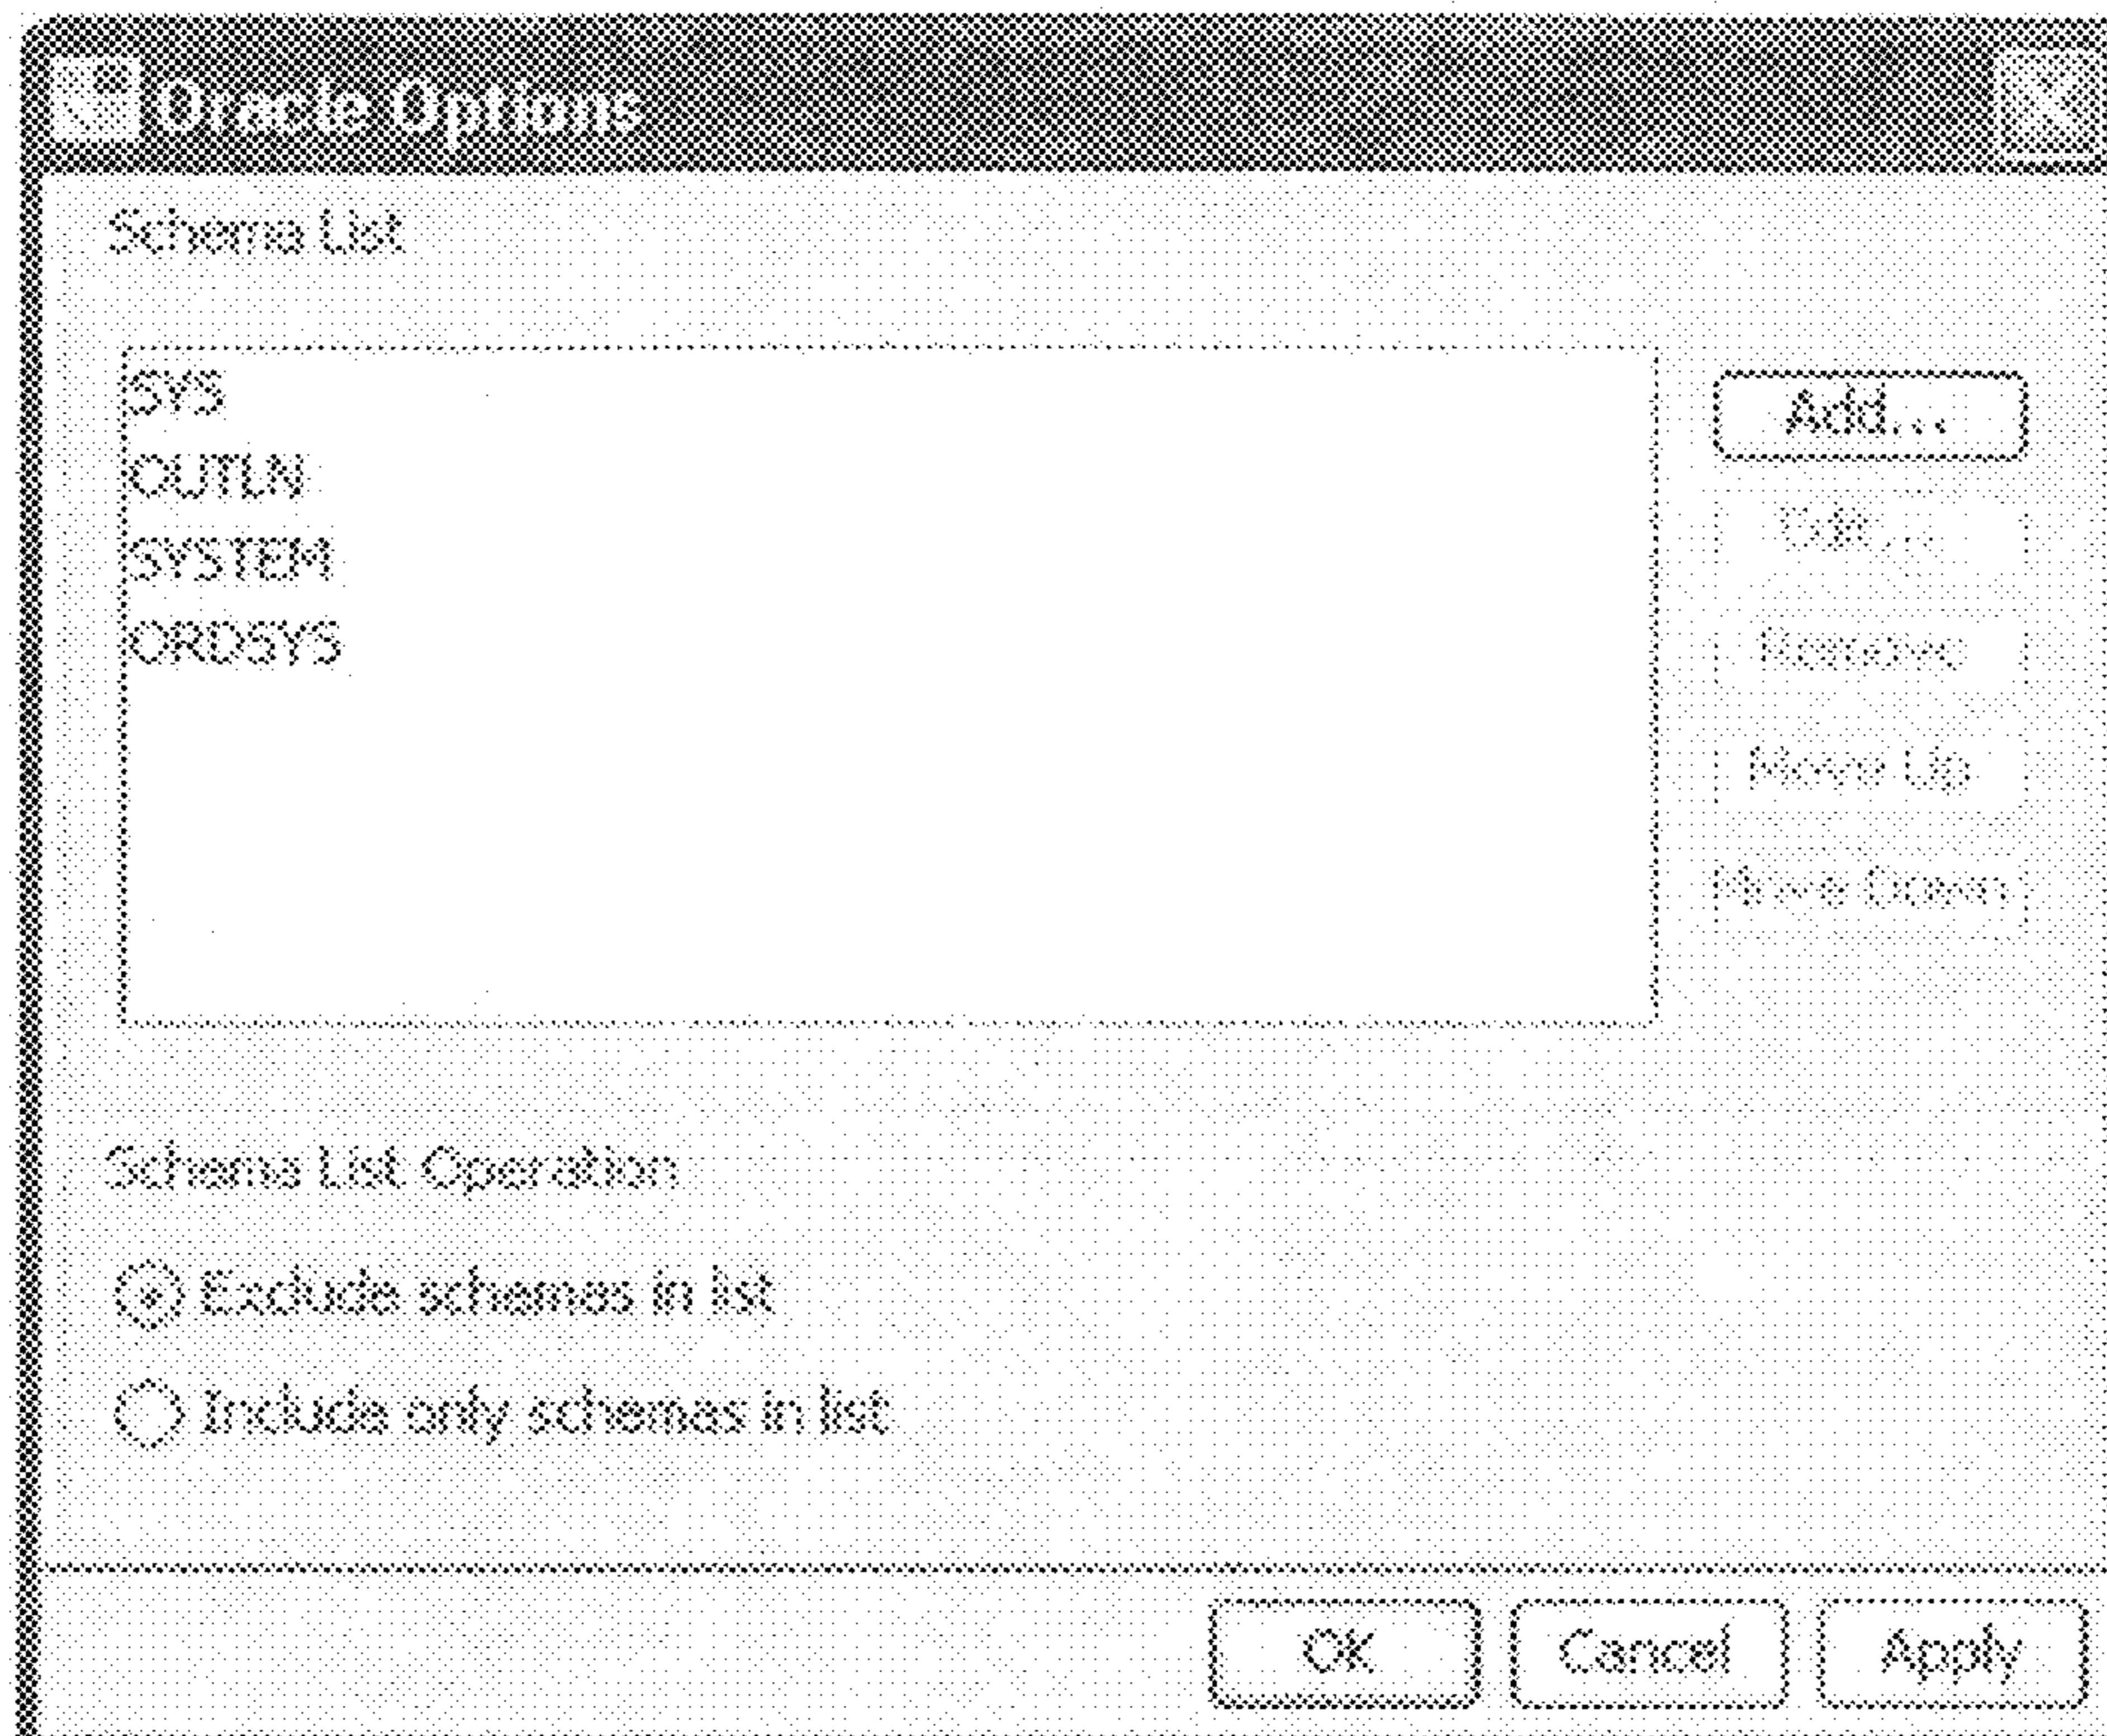 Oracle Options
Schema List
SYS
OUTLN
SYSTEM
ORDSYS
Add...
Edit...
Remove
Move Up
Move Down
Schema List Operation
Exclude schemas in list
Include only schemas in list
OK
Cancel
Apply